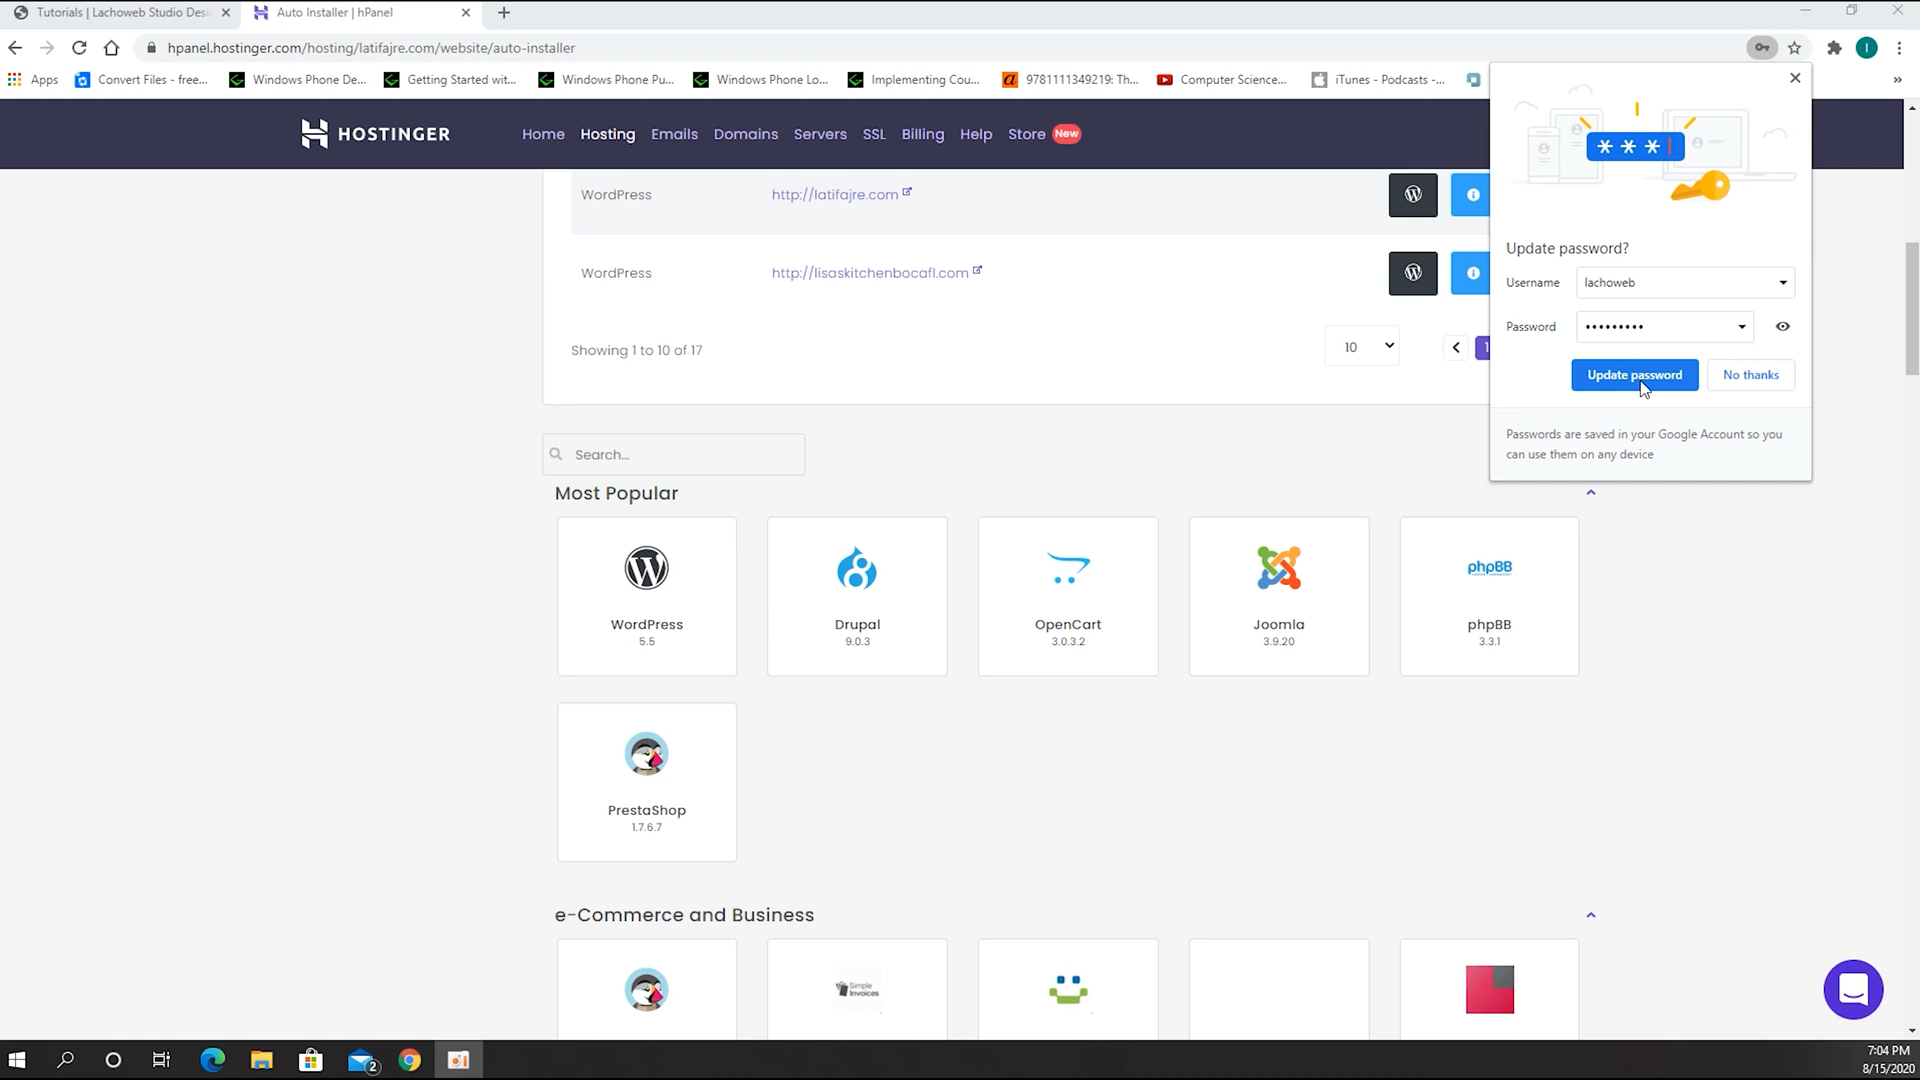 Tutorials | Lachoweb Studio Desi
Auto Installer | hPanel
hpanel.hostinger.com/hosting/latifajre.com/website/auto-installer
I
Apps
Convert Files - free...
Windows Phone De...
Getting Started wit...
Windows Phone Pu...
Windows Phone Lo...
Implementing Cou...
9781111349219: Th...
Computer Science...
iTunes - Podcasts -...
»
HOSTINGER
Home
Hosting
Emails
Domains
Servers
SSL
Billing
Help
Store
New
WordPress
http://latifajre.com
WordPress
http://lisaskitchenbocafl.com
Showing 1 to 10 of 17
10
1
* * *
Update password?
Username
lachoweb
Password
•••••••••
Update password
No thanks
Passwords are saved in your Google Account so you
can use them on any device
Search...
Most Popular
WordPress
5.5
Drupal
9.0.3
OpenCart
3.0.3.2
Joomla
3.9.20
phpBB
phpBB
3.3.1
PrestaShop
1.7.6.7
e-Commerce and Business
Simple
Invoices
2
7:04 PM
8/15/2020